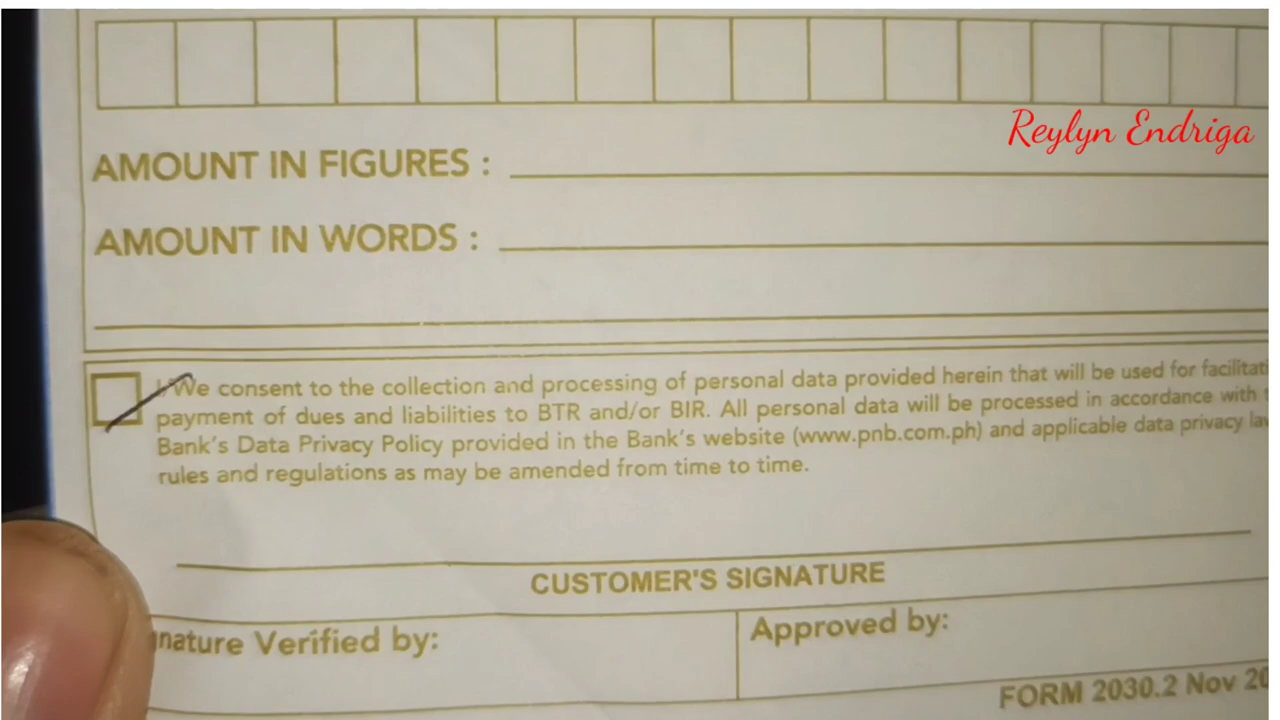 Reylyn Endriga
AMOUNT IN FIGURES :
AMOUNT IN WORDS :
I/We consent to the collection and processing of personal data provided herein that will be used for facilitati
payment of dues and liabilities to BTR and/or BIR. All personal data will be processed in accordance with t
Bank's Data Privacy Policy provided in the Bank's website (www.pnb.com.ph) and applicable data privacy law
rules and regulations as may be amended from time to time.
CUSTOMER'S SIGNATURE
nature Verified by:
Approved by:
FORM 2030.2 Nov 20